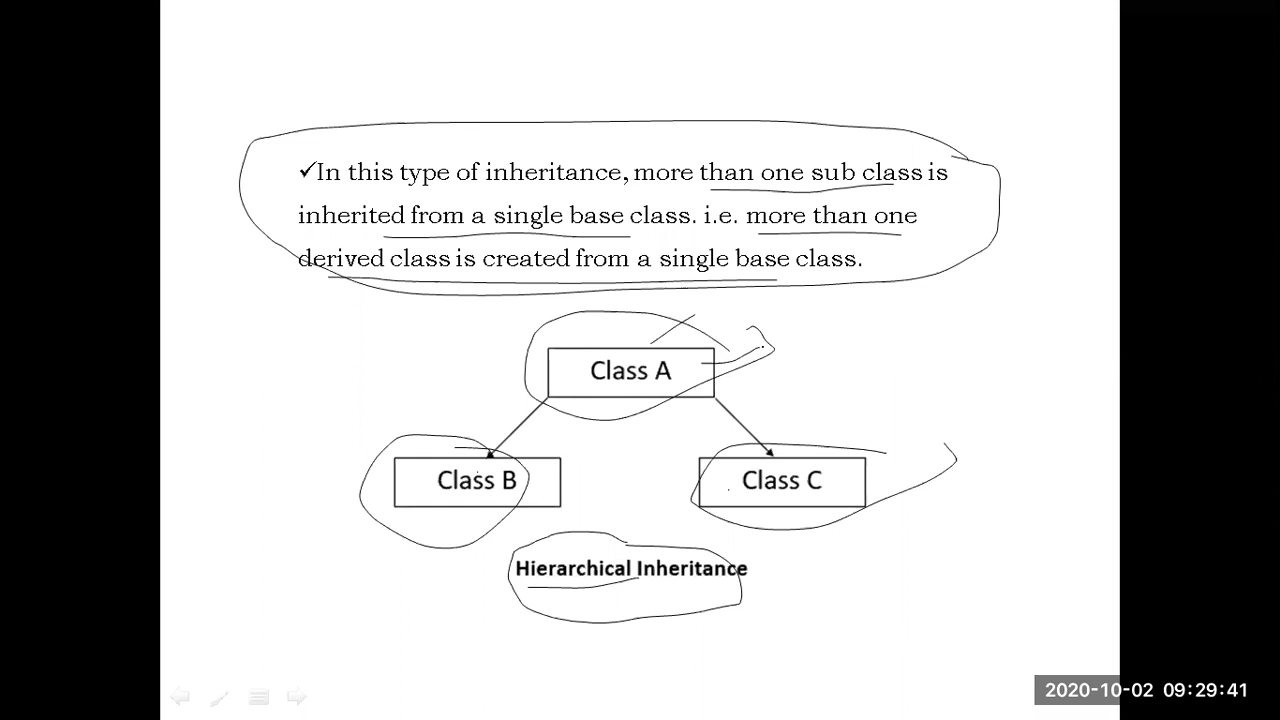 ✓In this type of inheritance, more than one sub class is
inherited from a single base class. i.e. more than one
derived class is created from a single base class.
Class A
Class B
Class C
Hierarchical Inheritance
2020-10-02 09:29:41